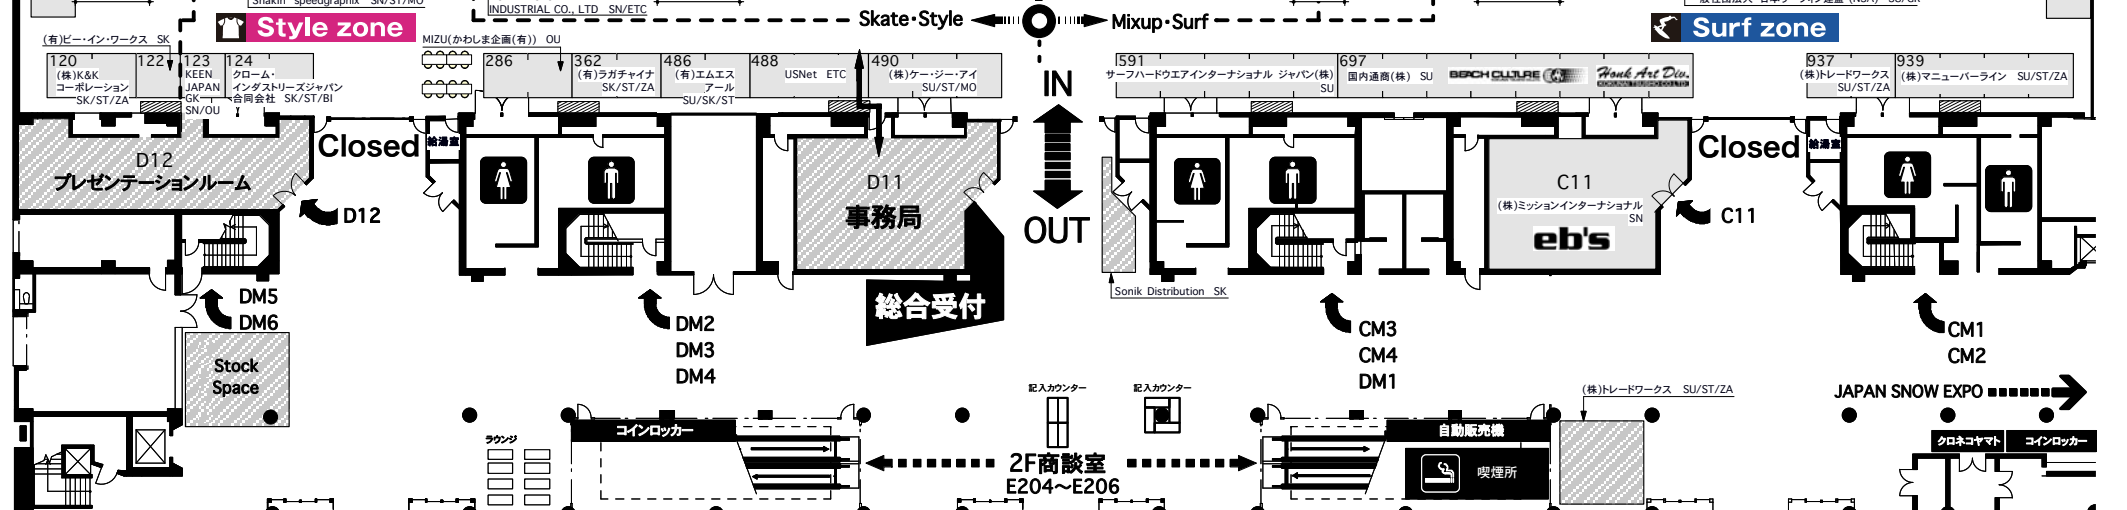 INDUSTRIAL CO., LTD SN/ETC
Skate・Style
Mixup・Surf
Style zone
Surf zone
(有)ビー・イン・ワークス SK
MIZU(かわしま企画(有)) OU
120
(株)K&K
コーポレーション
SK/ST/ZA
122
123
KEEN
JAPAN
GK
SN/OU
124
クローム・
インダストリーズジャパン
合同会社 SK/ST/BI
286
362
(有)ラガチャイナ
SK/ST/ZA
486
(有)エムエス
アール
SU/SK/ST
488
USNet ETC
490
(株)ケー・ジー・アイ
SU/ST/MO
IN
OUT
591
サーフハードウエアインターナショナル ジャパン(株)
SU
697
国内通商(株) SU
BEACH CULTURE
Honk Art Div.
937
(株)トレードワークス
SU/ST/ZA
939
(株)マニューバーライン SU/ST/ZA
D12
プレゼンテーションルーム
Closed
給湯室
D12
D11
事務局
総合受付
C11
(株)ミッションインターナショナル
SN
eb's
Closed
給湯室
C11
Sonik Distribution SK
DM5
DM6
DM2
DM3
DM4
CM3
CM4
DM1
CM1
CM2
Stock
Space
記入カウンター
記入カウンター
(株)トレードワークス SU/ST/ZA
JAPAN SNOW EXPO
ラウンジ
コインロッカー
2F商談室
E204～E206
自動販売機
喫煙所
クロネコヤマト
コインロッカー